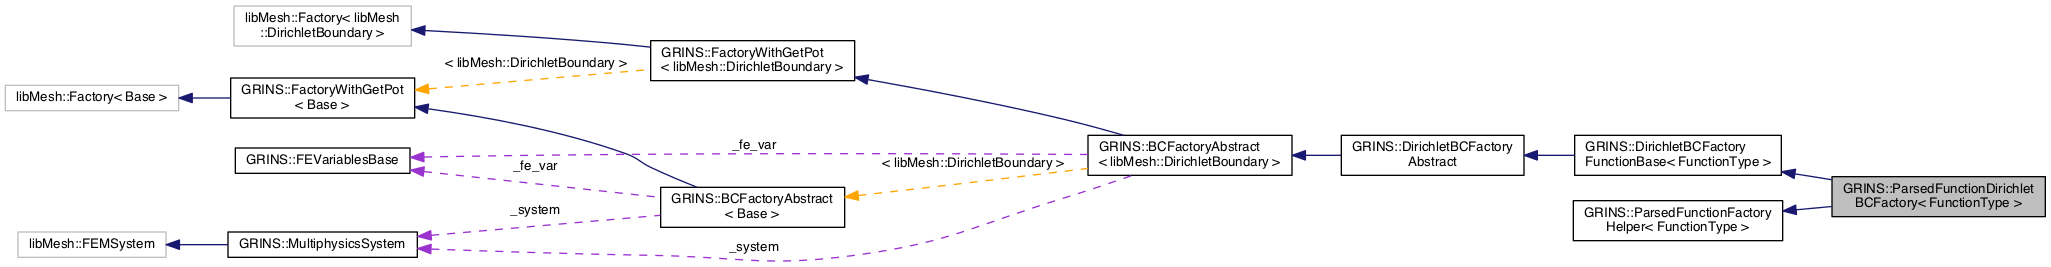 libMesh::Factory< libMesh
::DirichletBoundary >
GRINS::FactoryWithGetPot
< libMesh::DirichletBoundary >
< libMesh::DirichletBoundary >
libMesh::Factory< Base >
GRINS::FactoryWithGetPot
< Base >
GRINS::FEVariablesBase
_fe_var
_fe_var
< libMesh::DirichletBoundary >
GRINS::BCFactoryAbstract
< libMesh::DirichletBoundary >
GRINS::DirichletBCFactory
Abstract
GRINS::DirichletBCFactory
FunctionBase< FunctionType >
GRINS::ParsedFunctionDirichlet
BCFactory< FunctionType >
GRINS::BCFactoryAbstract
< Base >
GRINS::ParsedFunctionFactory
Helper< FunctionType >
_system
_system
libMesh::FEMSystem
GRINS::MultiphysicsSystem